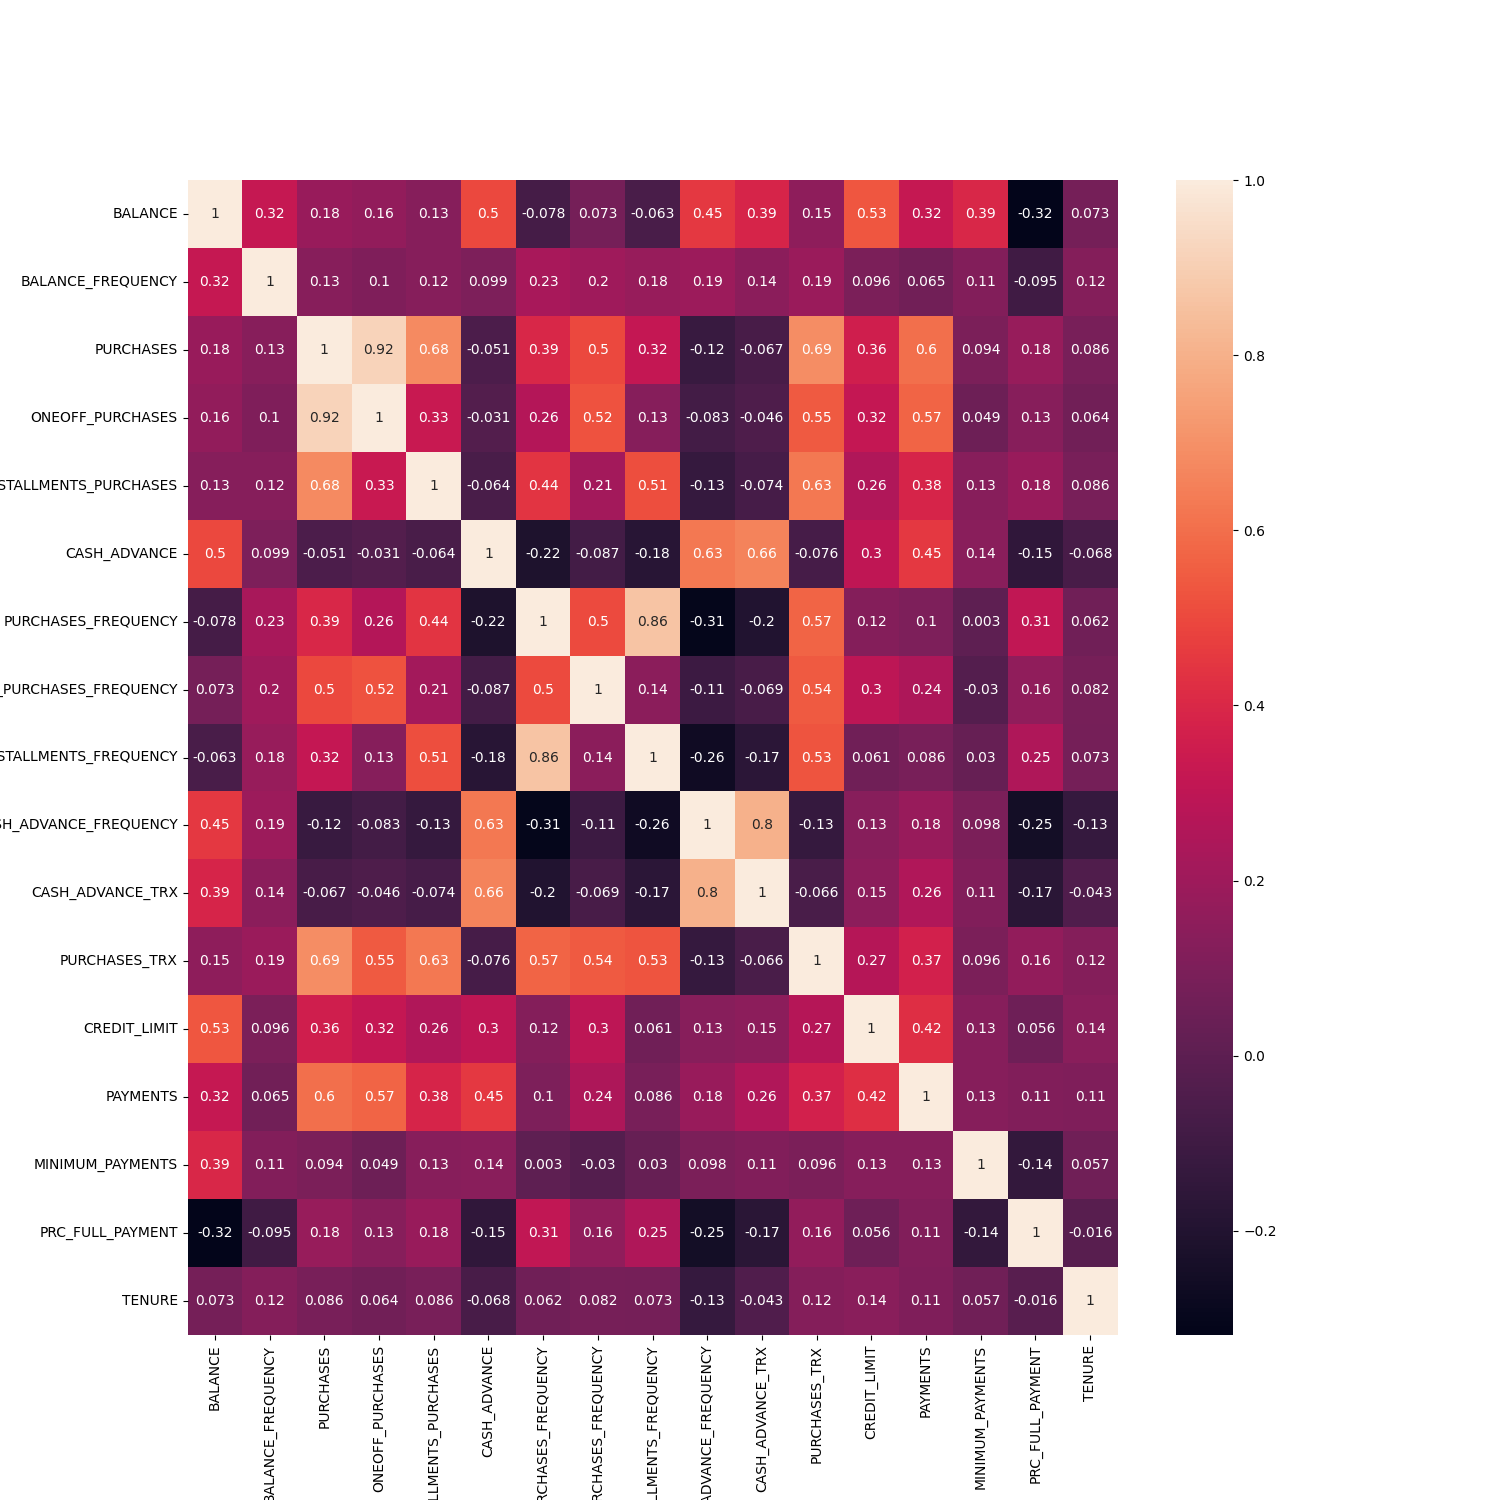 BALANCE 1 0.32 0.18 0.16 0.13 0.5 -0.078 0.073 -0.063 0.45 0.39 0.15 0.53 0.32 0.39 -0.32 0.073
BALANCE_FREQUENCY 0.32 1 0.13 0.1 0.12 0.099 0.23 0.2 0.18 0.19 0.14 0.19 0.096 0.065 0.11 -0.095 0.12
PURCHASES 0.18 0.13 1 0.92 0.68 -0.051 0.39 0.5 0.32 -0.12 -0.067 0.69 0.36 0.6 0.094 0.18 0.086
ONEOFF_PURCHASES 0.16 0.1 0.92 1 0.33 -0.031 0.26 0.52 0.13 -0.083 -0.046 0.55 0.32 0.57 0.049 0.13 0.064
STALLMENTS_PURCHASES 0.13 0.12 0.68 0.33 1 -0.064 0.44 0.21 0.51 -0.13 -0.074 0.63 0.26 0.38 0.13 0.18 0.086
CASH_ADVANCE 0.5 0.099 -0.051 -0.031 -0.064 1 -0.22 -0.087 -0.18 0.63 0.66 -0.076 0.3 0.45 0.14 -0.15 -0.068
PURCHASES_FREQUENCY -0.078 0.23 0.39 0.26 0.44 -0.22 1 0.5 0.86 -0.31 -0.2 0.57 0.12 0.1 0.003 0.31 0.062
_PURCHASES_FREQUENCY 0.073 0.2 0.5 0.52 0.21 -0.087 0.5 1 0.14 -0.11 -0.069 0.54 0.3 0.24 -0.03 0.16 0.082
STALLMENTS_FREQUENCY -0.063 0.18 0.32 0.13 0.51 -0.18 0.86 0.14 1 -0.26 -0.17 0.53 0.061 0.086 0.03 0.25 0.073
H_ADVANCE_FREQUENCY 0.45 0.19 -0.12 -0.083 -0.13 0.63 -0.31 -0.11 -0.26 1 0.8 -0.13 0.13 0.18 0.098 -0.25 -0.13
CASH_ADVANCE_TRX 0.39 0.14 -0.067 -0.046 -0.074 0.66 -0.2 -0.069 -0.17 0.8 1 -0.066 0.15 0.26 0.11 -0.17 -0.043
PURCHASES_TRX 0.15 0.19 0.69 0.55 0.63 -0.076 0.57 0.54 0.53 -0.13 -0.066 1 0.27 0.37 0.096 0.16 0.12
CREDIT_LIMIT 0.53 0.096 0.36 0.32 0.26 0.3 0.12 0.3 0.061 0.13 0.15 0.27 1 0.42 0.13 0.056 0.14
PAYMENTS 0.32 0.065 0.6 0.57 0.38 0.45 0.1 0.24 0.086 0.18 0.26 0.37 0.42 1 0.13 0.11 0.11
MINIMUM_PAYMENTS 0.39 0.11 0.094 0.049 0.13 0.14 0.003 -0.03 0.03 0.098 0.11 0.096 0.13 0.13 1 -0.14 0.057
PRC_FULL_PAYMENT -0.32 -0.095 0.18 0.13 0.18 -0.15 0.31 0.16 0.25 -0.25 -0.17 0.16 0.056 0.11 -0.14 1 -0.016
TENURE 0.073 0.12 0.086 0.064 0.086 -0.068 0.062 0.082 0.073 -0.13 -0.043 0.12 0.14 0.11 0.057 -0.016 1
BALANCE
BALANCE_FREQUENCY
PURCHASES
ONEOFF_PURCHASES
LLMENTS_PURCHASES
CASH_ADVANCE
RCHASES_FREQUENCY
RCHASES_FREQUENCY
LLMENTS_FREQUENCY
ADVANCE_FREQUENCY
CASH_ADVANCE_TRX
PURCHASES_TRX
CREDIT_LIMIT
PAYMENTS
MINIMUM_PAYMENTS
PRC_FULL_PAYMENT
TENURE
1.0
0.8
0.6
0.4
0.2
0.0
−0.2